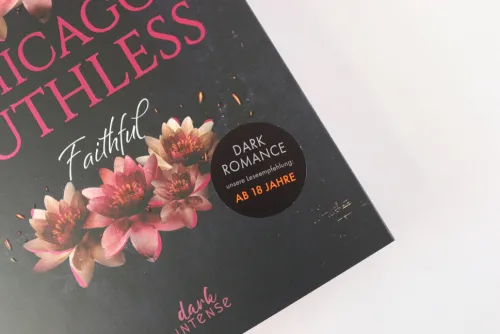 HICAGO
UTHLESS
Faithful
DARK
ROMANCE
unsere Leseempfehlung:
AB 18 JAHRE
dark
INTENSE